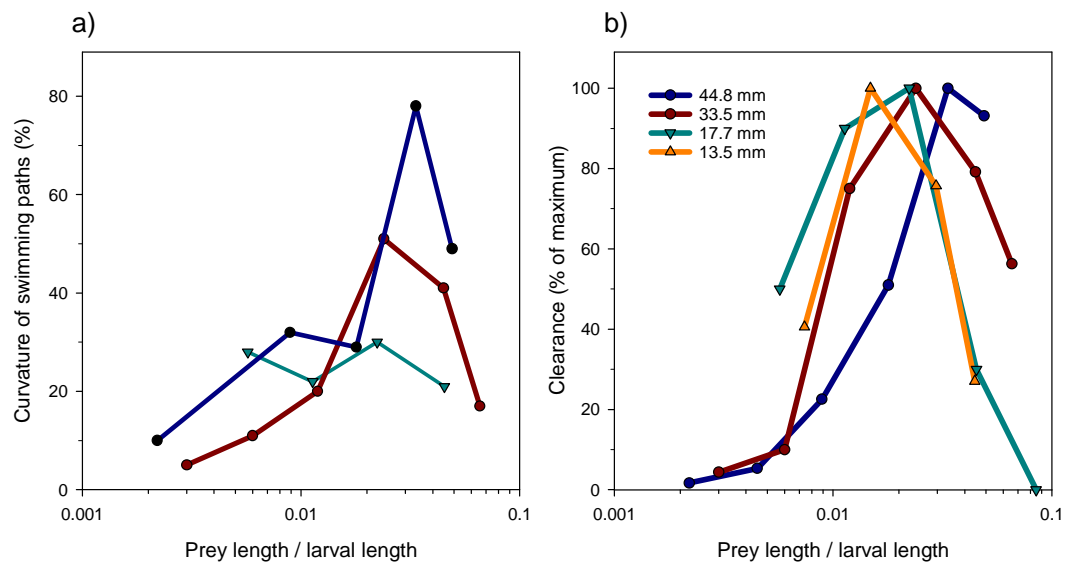 a)
Curvature of swimming paths (%)
80
60
40
20
0
0.001
0.01
0.1
Prey length / larval length
b)
Clearance (% of maximum)
100
80
60
40
20
0
44.8 mm
33.5 mm
17.7 mm
13.5 mm
0.001
0.01
0.1
Prey length / larval length